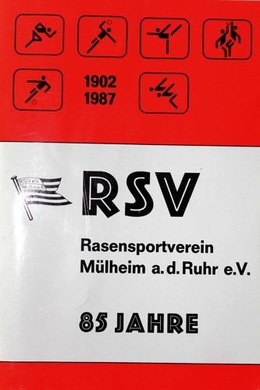 1902
1987
RSV
Rasensportverein
Mülheim a.d. Ruhr e.V.
85 JAHRE